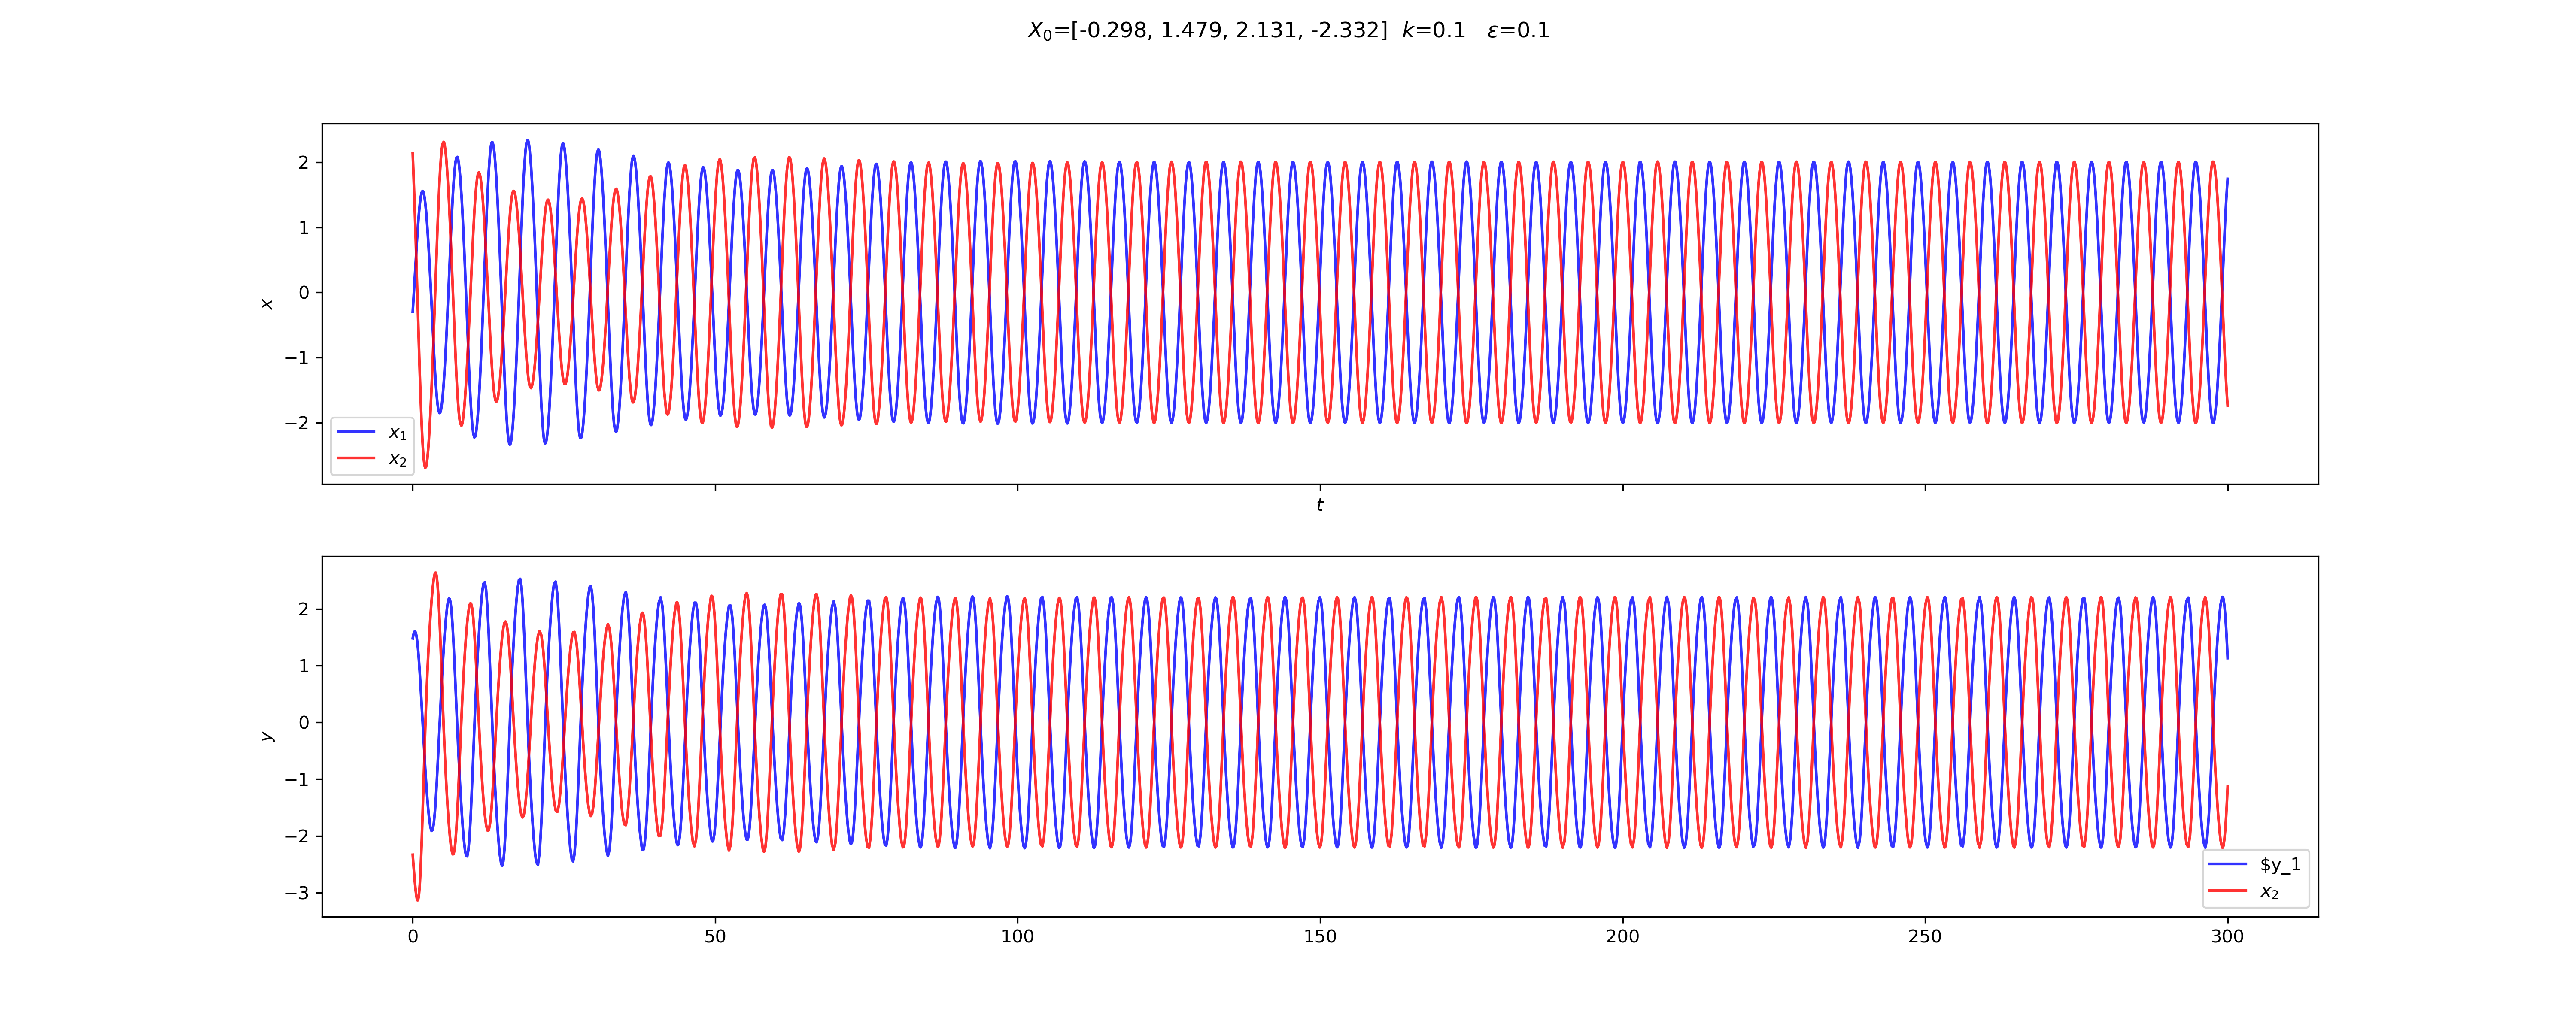 X₀=[-0.298, 1.479, 2.131, -2.332] k=0.1 ε=0.1
2
1
0
−1
−2
x
x₁
x₂
t
2
1
0
−1
−2
−3
y
$y_1
x₂
0 50 100 150 200 250 300